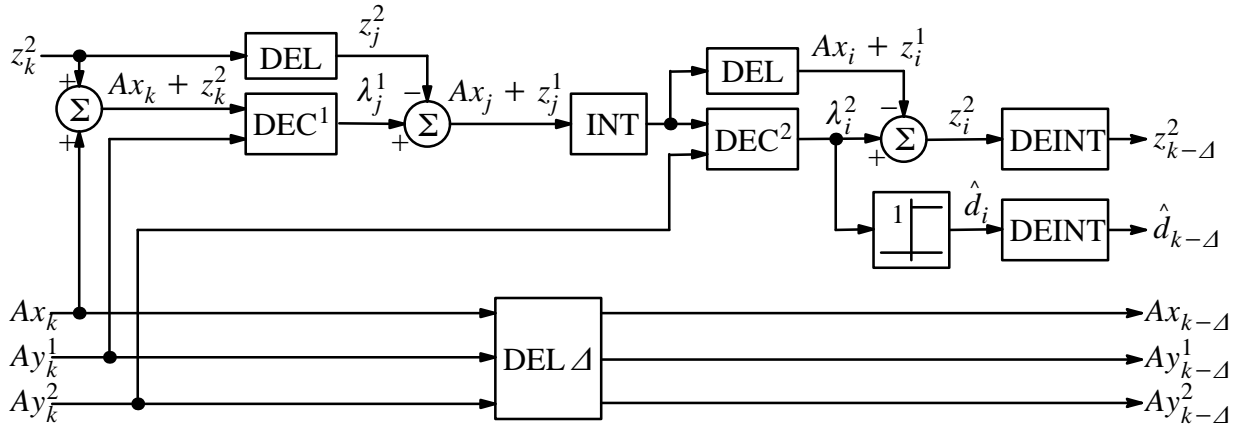 z_k^2 DEL z_j^2
+ Σ + Ax_k + z_k^2 DEC^1 λ_j^1 − + Σ Ax_j + z_j^1 INT
DEL Ax_i + z_i^1
DEC^2 λ_i^2 − + Σ z_i^2 DEINT z_{k−Δ}^2
1 d̂_i DEINT d̂_{k−Δ}
Ax_k Ax_{k−Δ}
Ay_k^1 DEL Δ Ay_{k−Δ}^1
Ay_k^2 Ay_{k−Δ}^2